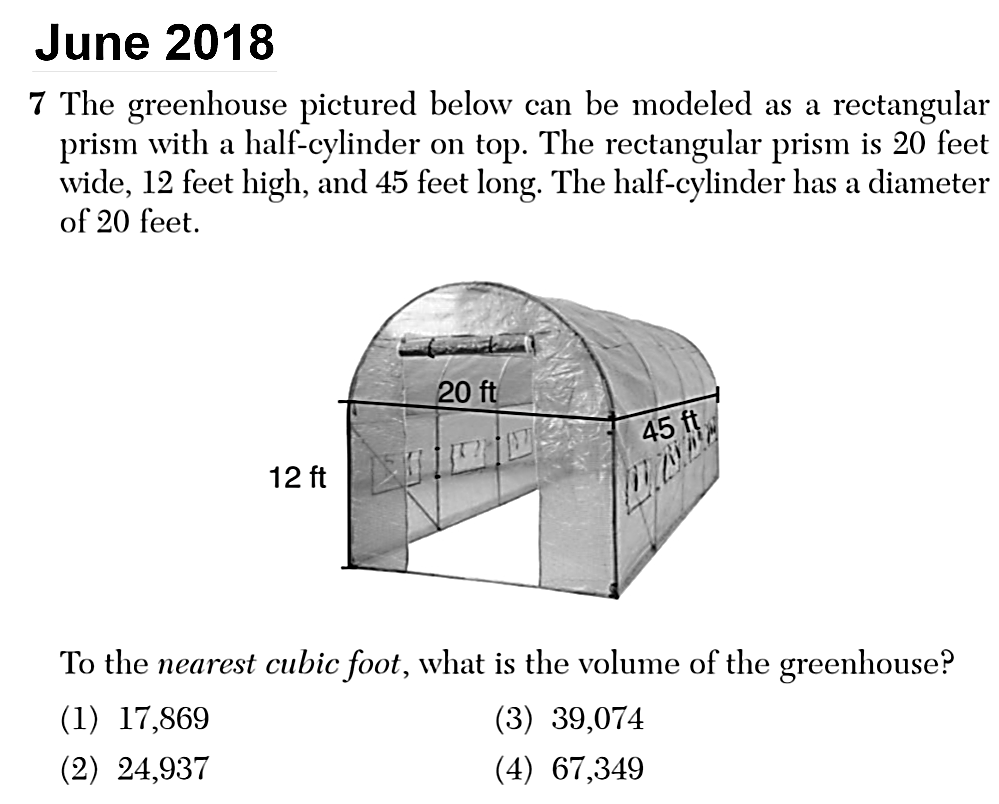 June 2018
7 The greenhouse pictured below can be modeled as a rectangular
prism with a half-cylinder on top. The rectangular prism is 20 feet
wide, 12 feet high, and 45 feet long. The half-cylinder has a diameter
of 20 feet.
20 ft
45 ft
12 ft
To the nearest cubic foot, what is the volume of the greenhouse?
(1) 17,869 (3) 39,074
(2) 24,937 (4) 67,349